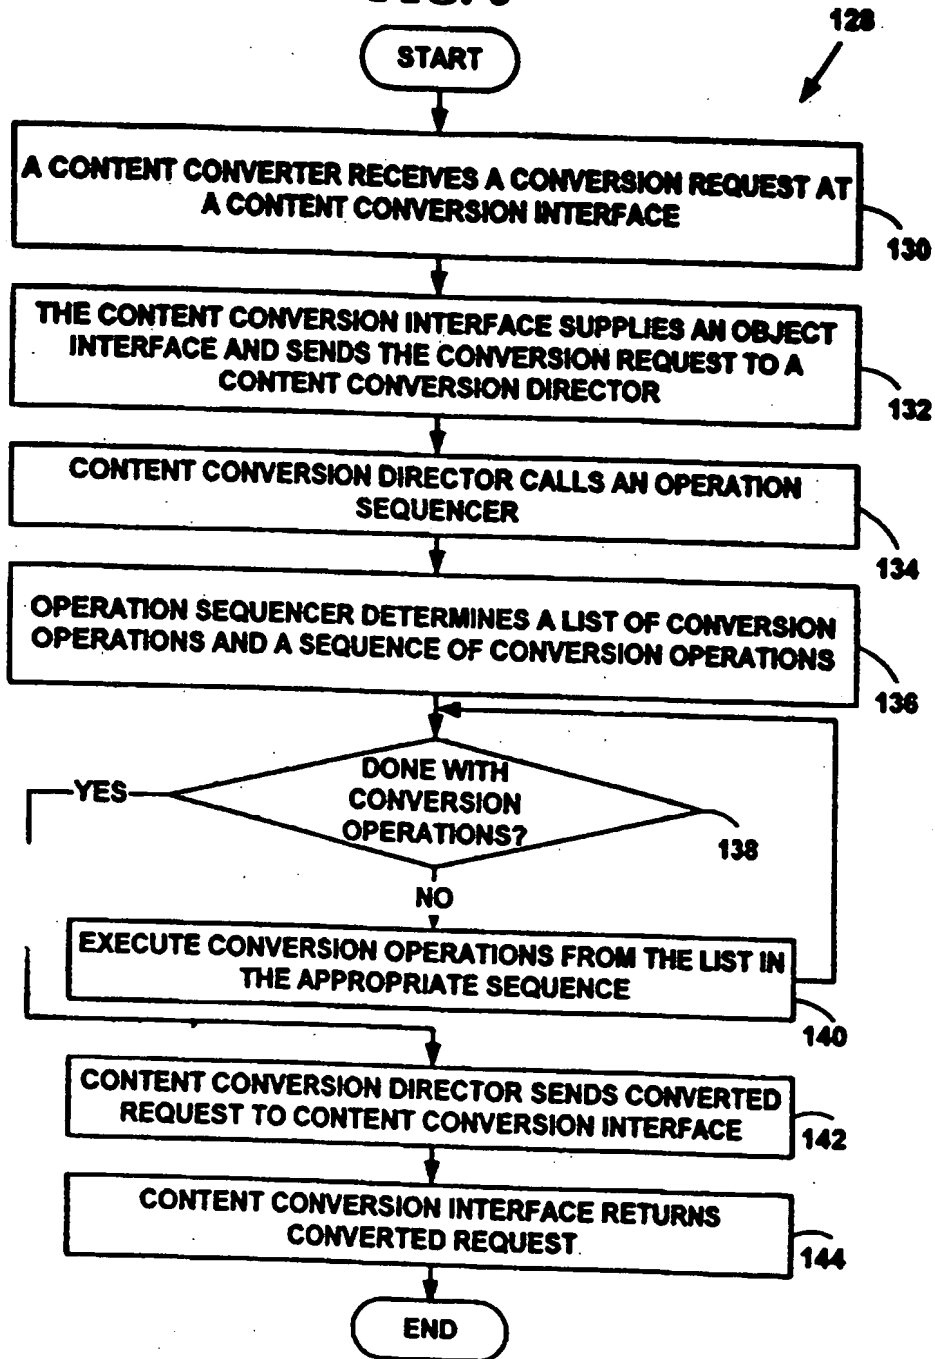 128
START
A CONTENT CONVERTER RECEIVES A CONVERSION REQUEST AT
A CONTENT CONVERSION INTERFACE
130
THE CONTENT CONVERSION INTERFACE SUPPLIES AN OBJECT
INTERFACE AND SENDS THE CONVERSION REQUEST TO A
CONTENT CONVERSION DIRECTOR
132
CONTENT CONVERSION DIRECTOR CALLS AN OPERATION
SEQUENCER
134
OPERATION SEQUENCER DETERMINES A LIST OF CONVERSION
OPERATIONS AND A SEQUENCE OF CONVERSION OPERATIONS
136
DONE WITH
CONVERSION
OPERATIONS?
YES
138
NO
EXECUTE CONVERSION OPERATIONS FROM THE LIST IN
THE APPROPRIATE SEQUENCE
140
CONTENT CONVERSION DIRECTOR SENDS CONVERTED
REQUEST TO CONTENT CONVERSION INTERFACE
142
CONTENT CONVERSION INTERFACE RETURNS
CONVERTED REQUEST
144
END